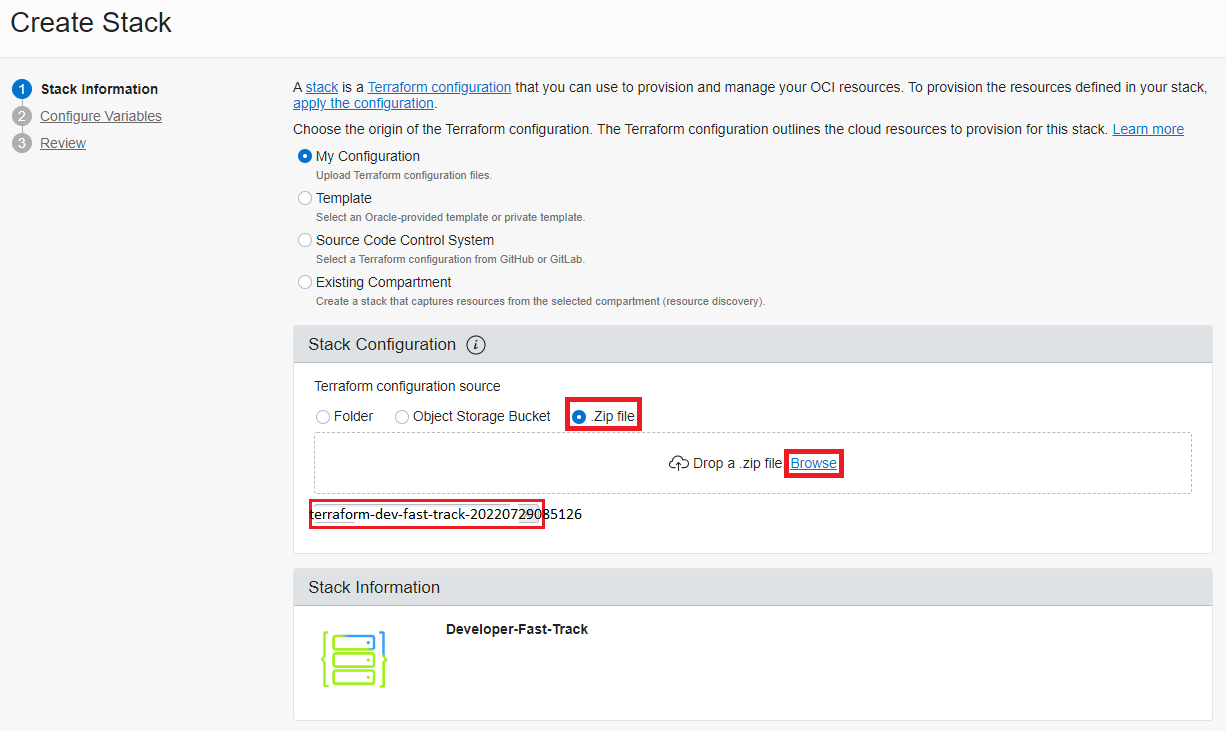 Create Stack
1 Stack Information
2 Configure Variables
3 Review
A stack is a Terraform configuration that you can use to provision and manage your OCI resources. To provision the resources defined in your stack,
apply the configuration.
Choose the origin of the Terraform configuration. The Terraform configuration outlines the cloud resources to provision for this stack. Learn more
My Configuration
Upload Terraform configuration files.
Template
Select an Oracle-provided template or private template.
Source Code Control System
Select a Terraform configuration from GitHub or GitLab.
Existing Compartment
Create a stack that captures resources from the selected compartment (resource discovery).
Stack Configuration i
Terraform configuration source
Folder Object Storage Bucket .Zip file
Drop a .zip file Browse
terraform-dev-fast-track-20220729085126
Stack Information
Developer-Fast-Track